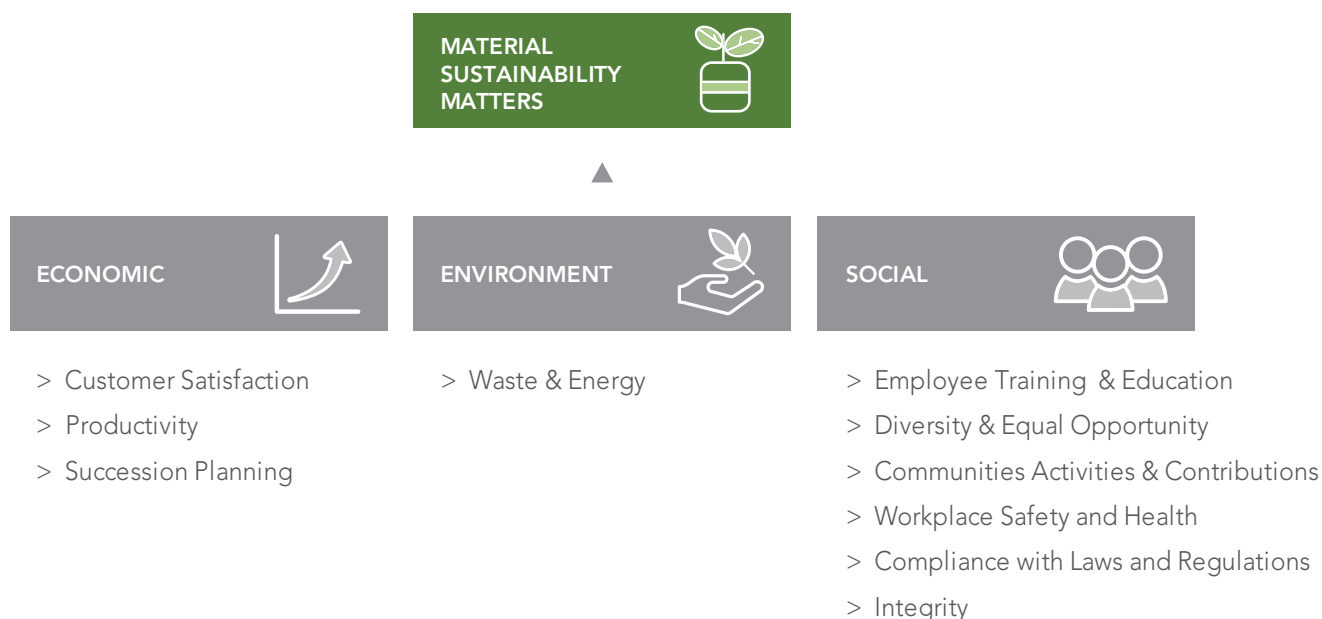 MATERIAL
SUSTAINABILITY
MATTERS
ECONOMIC
> Customer Satisfaction
> Productivity
> Succession Planning
ENVIRONMENT
> Waste & Energy
SOCIAL
> Employee Training & Education
> Diversity & Equal Opportunity
> Communities Activities & Contributions
> Workplace Safety and Health
> Compliance with Laws and Regulations
> Integrity